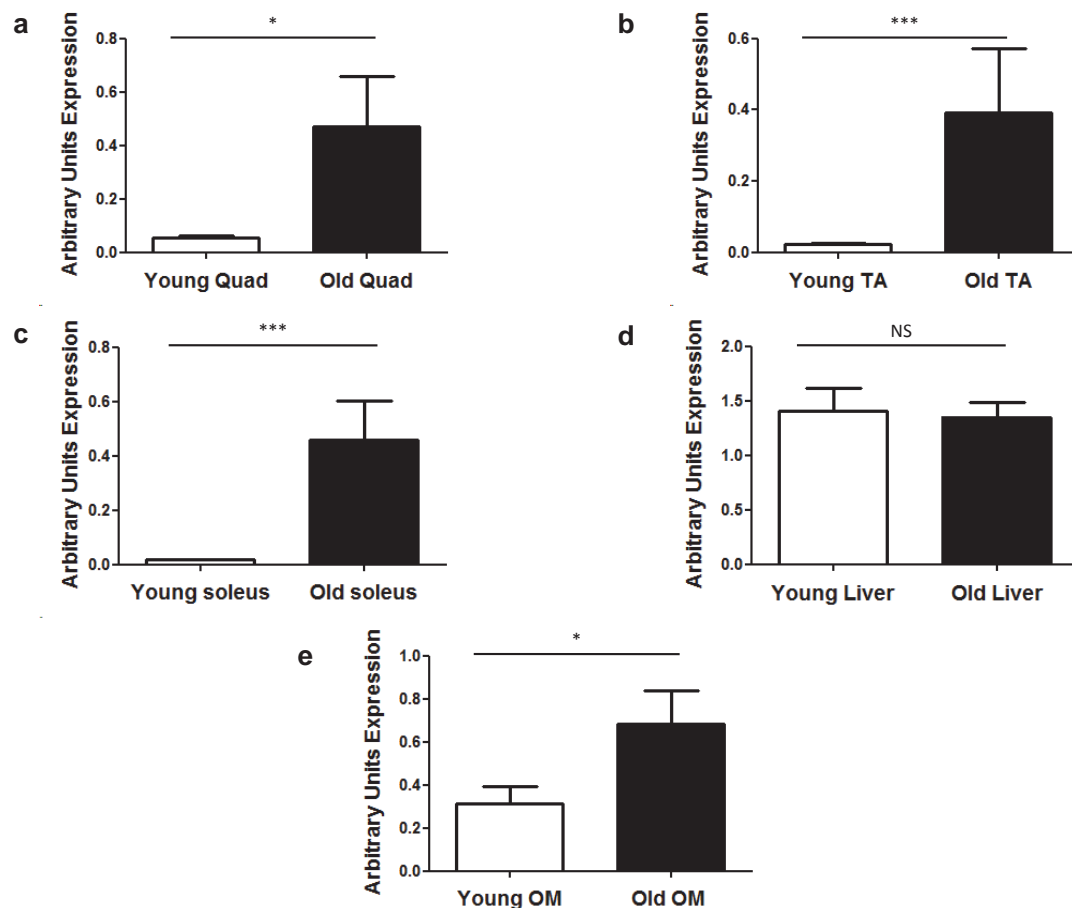 a
*
Arbitrary Units Expression
0.8
0.6
0.4
0.2
0.0
Young Quad Old Quad
b
***
Arbitrary Units Expression
0.6
0.4
0.2
0.0
Young TA Old TA
c
***
Arbitrary Units Expression
0.8
0.6
0.4
0.2
0.0
Young soleus Old soleus
d
NS
Arbitrary Units Expression
2.0
1.5
1.0
0.5
0.0
Young Liver Old Liver
e
*
Arbitrary Units Expression
1.0
0.8
0.6
0.4
0.2
0.0
Young OM Old OM